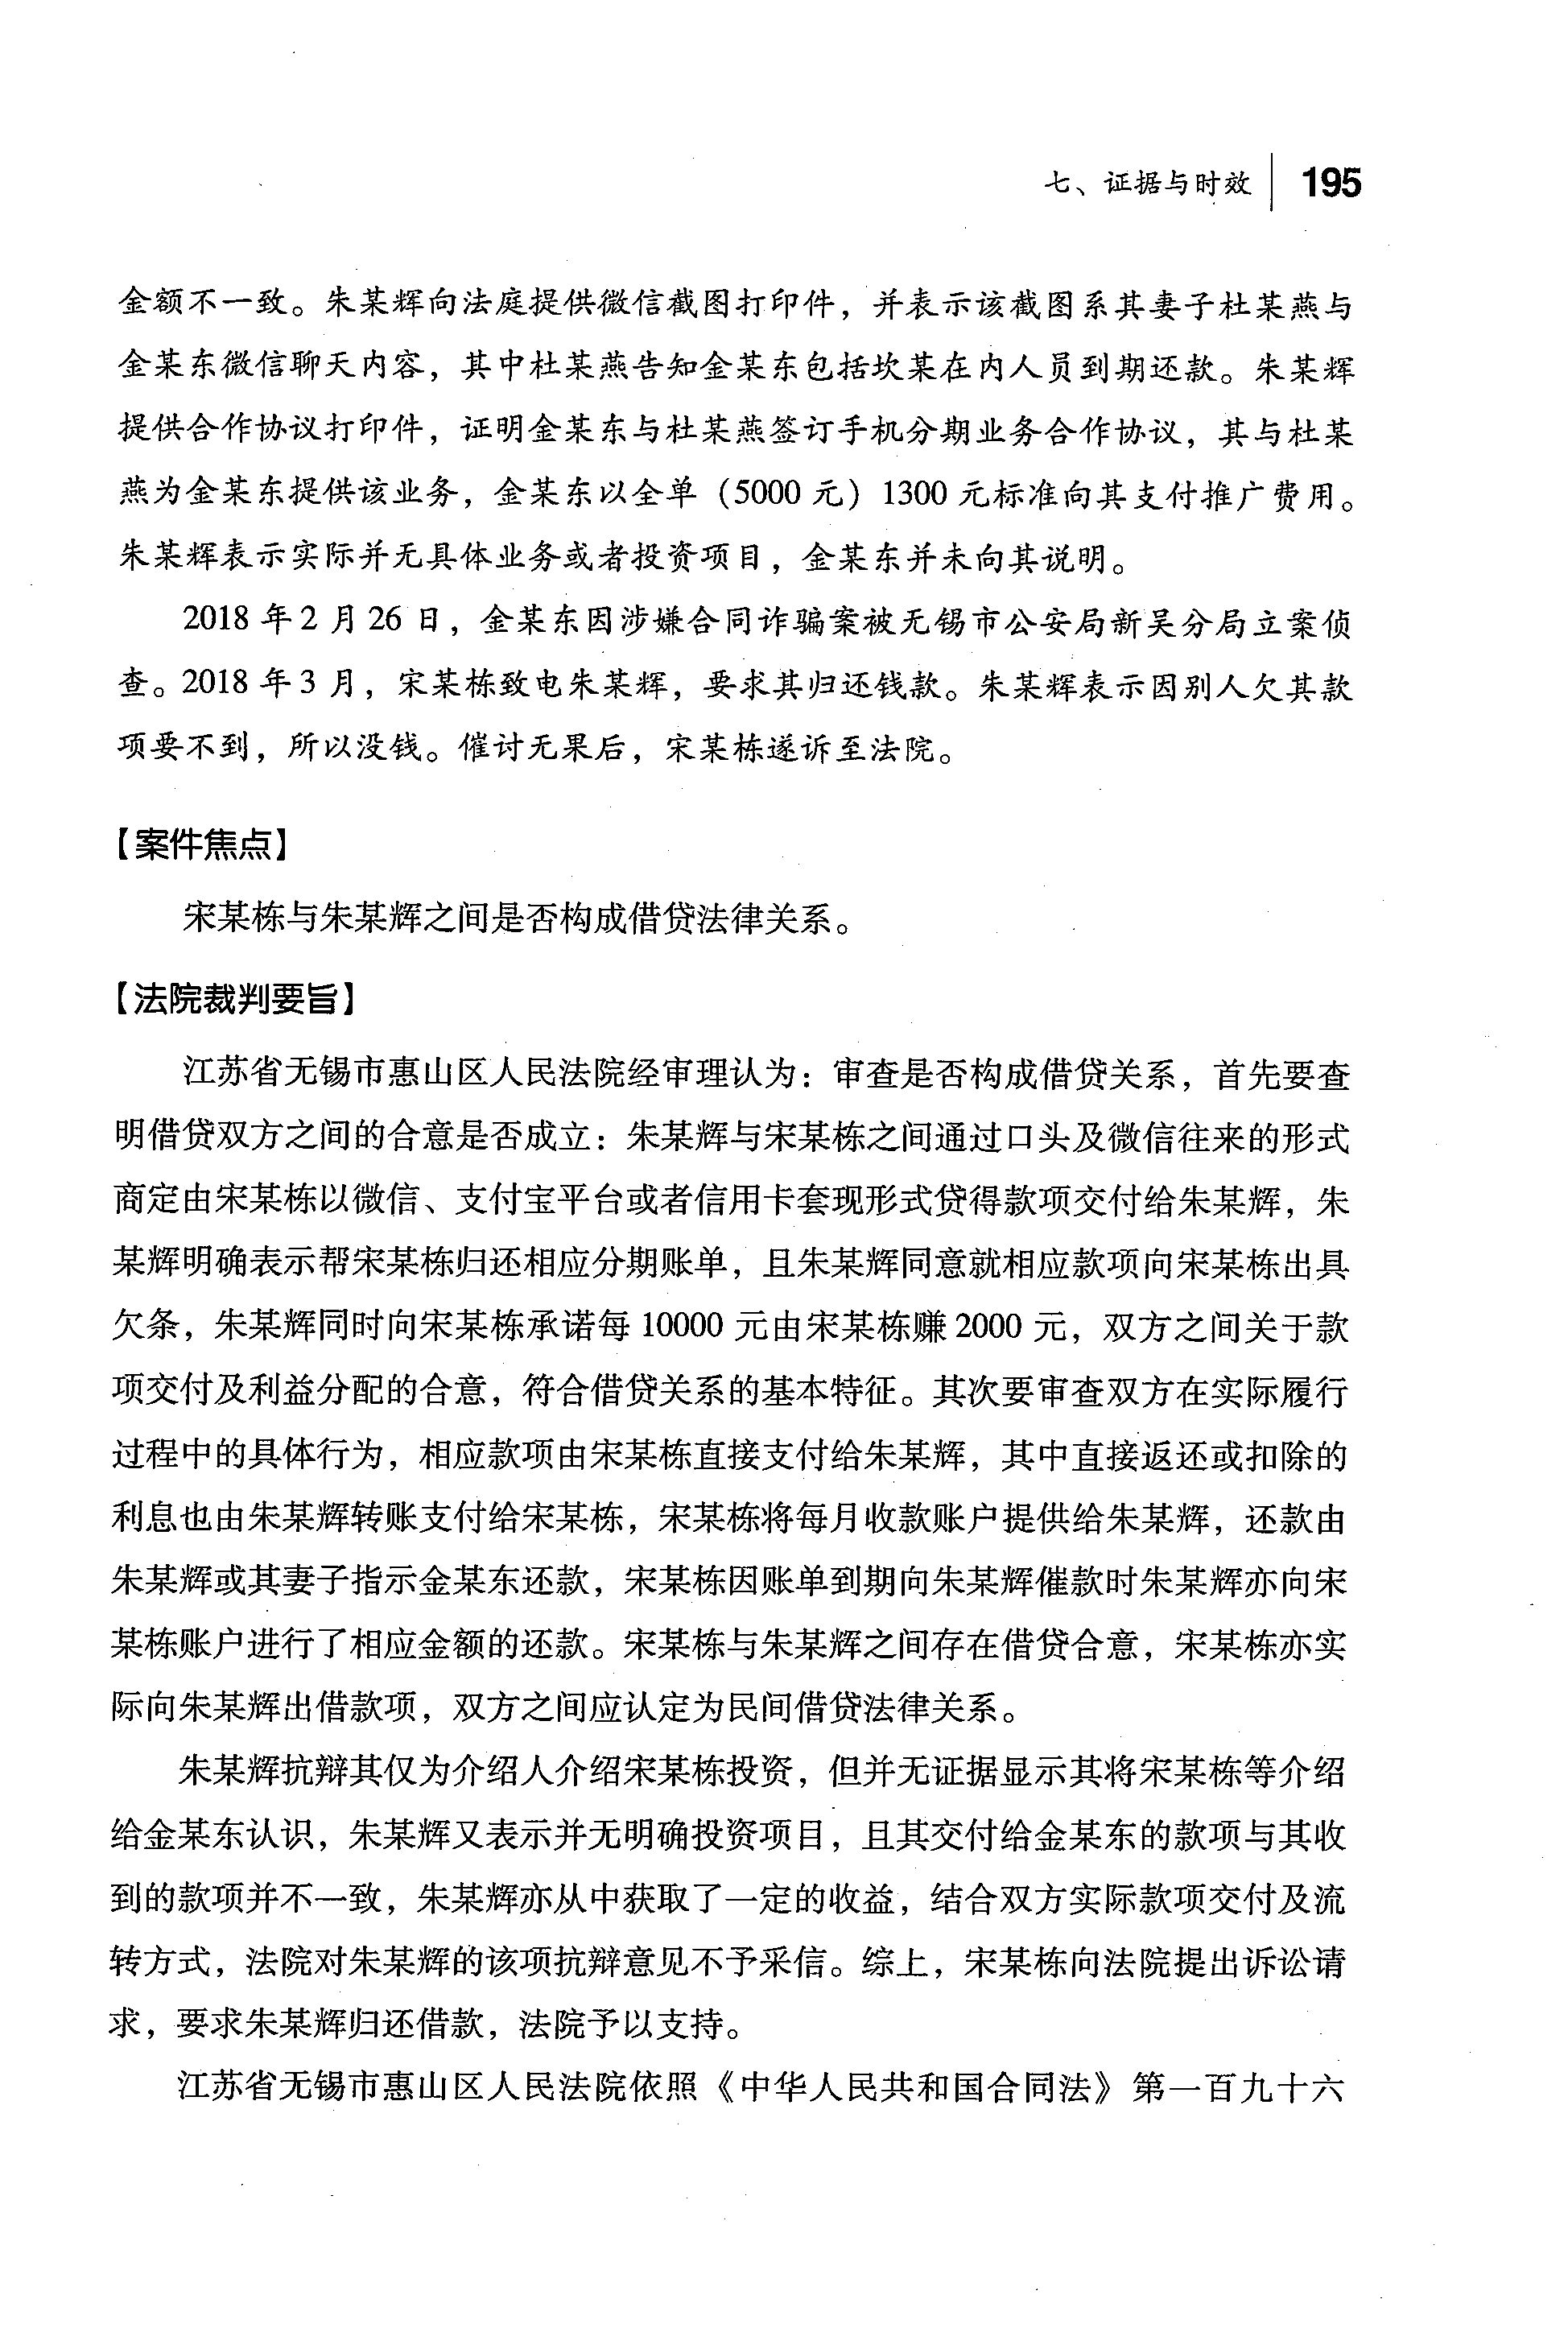 七、证据与时效 195
金额不一致。朱某辉向法庭提供微信截图打印件，并表示该截图系其妻子杜某燕与
金某东微信聊天内容，其中杜某燕告知金某东包括坎某在内人员到期还款。朱某辉
提供合作协议打印件，证明金某东与杜某燕签订手机分期业务合作协议，其与杜某
燕为金某东提供该业务，金某东以全单（5000 元）1300 元标准向其支付推广费用。
朱某辉表示实际并无具体业务或者投资项目，金某东并未向其说明。
2018 年 2 月 26 日，金某东因涉嫌合同诈骗案被无锡市公安局新吴分局立案侦
查。2018 年 3 月，宋某栋致电朱某辉，要求其归还钱款。朱某辉表示因别人欠其款
项要不到，所以没钱。催讨无果后，宋某栋遂诉至法院。
【案件焦点】
宋某栋与朱某辉之间是否构成借贷法律关系。
【法院裁判要旨】
江苏省无锡市惠山区人民法院经审理认为：审查是否构成借贷关系，首先要查
明借贷双方之间的合意是否成立：朱某辉与宋某栋之间通过口头及微信往来的形式
商定由宋某栋以微信、支付宝平台或者信用卡套现形式贷得款项交付给朱某辉，朱
某辉明确表示帮宋某栋归还相应分期账单，且朱某辉同意就相应款项向宋某栋出具
欠条，朱某辉同时向宋某栋承诺每 10000 元由宋某栋赚 2000 元，双方之间关于款
项交付及利益分配的合意，符合借贷关系的基本特征。其次要审查双方在实际履行
过程中的具体行为，相应款项由宋某栋直接支付给朱某辉，其中直接返还或扣除的
利息也由朱某辉转账支付给宋某栋，宋某栋将每月收款账户提供给朱某辉，还款由
朱某辉或其妻子指示金某东还款，宋某栋因账单到期向朱某辉催款时朱某辉亦向宋
某栋账户进行了相应金额的还款。宋某栋与朱某辉之间存在借贷合意，宋某栋亦实
际向朱某辉出借款项，双方之间应认定为民间借贷法律关系。
朱某辉抗辩其仅为介绍人介绍宋某栋投资，但并无证据显示其将宋某栋等介绍
给金某东认识，朱某辉又表示并无明确投资项目，且其交付给金某东的款项与其收
到的款项并不一致，朱某辉亦从中获取了一定的收益，结合双方实际款项交付及流
转方式，法院对朱某辉的该项抗辩意见不予采信。综上，宋某栋向法院提出诉讼请
求，要求朱某辉归还借款，法院予以支持。
江苏省无锡市惠山区人民法院依照《中华人民共和国合同法》第一百九十六